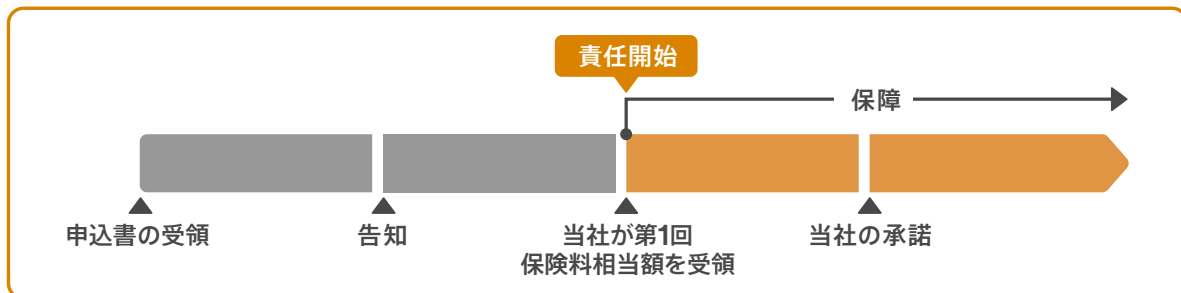 責任開始
保障
申込書の受領
告知
当社が第1回
保険料相当額を受領
当社の承諾